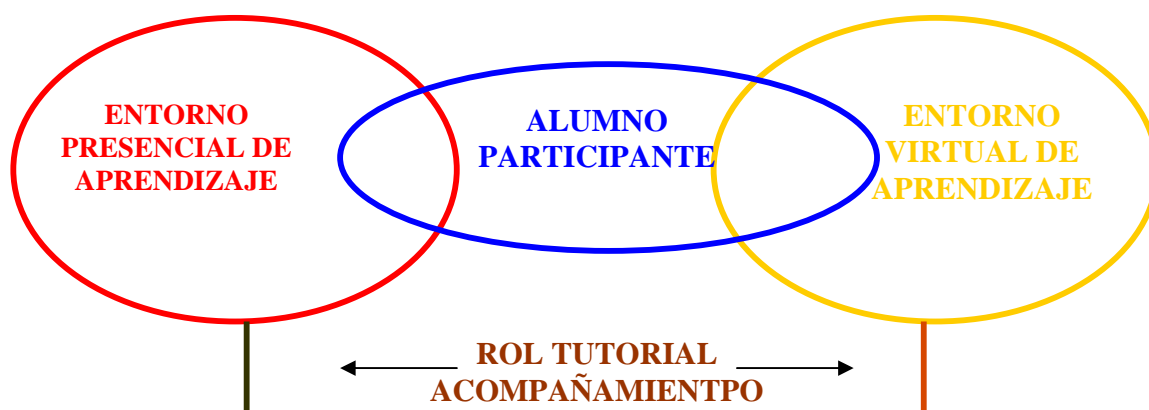 ENTORNO
PRESENCIAL DE
APRENDIZAJE
ALUMNO
PARTICIPANTE
ENTORNO
VIRTUAL DE
APRENDIZAJE
ROL TUTORIAL
ACOMPAÑAMIENTPO